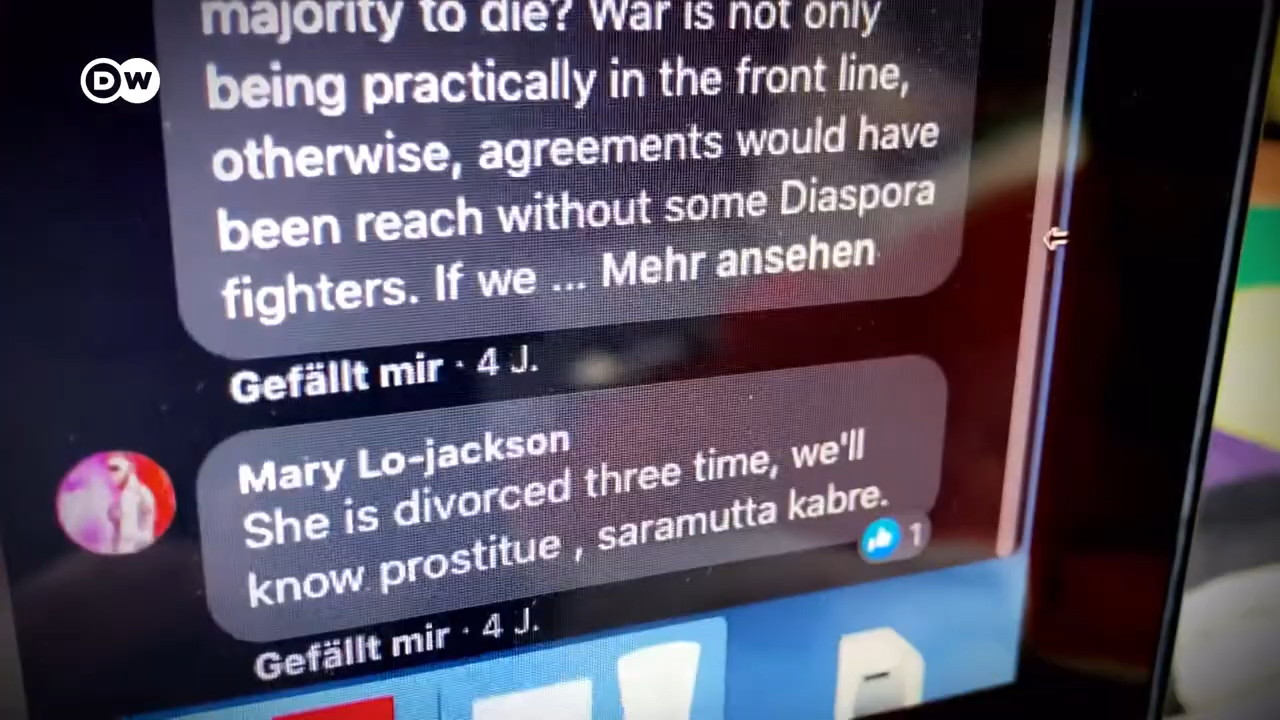 DW
majority to die? War is not only
being practically in the front line,
otherwise, agreements would have
been reach without some Diaspora
fighters. If we ... Mehr ansehen
Gefällt mir · 4 J.
Mary Lo-jackson
She is divorced three time, we'll
know prostitue , saramutta kabre.
1
Gefällt mir · 4 J.